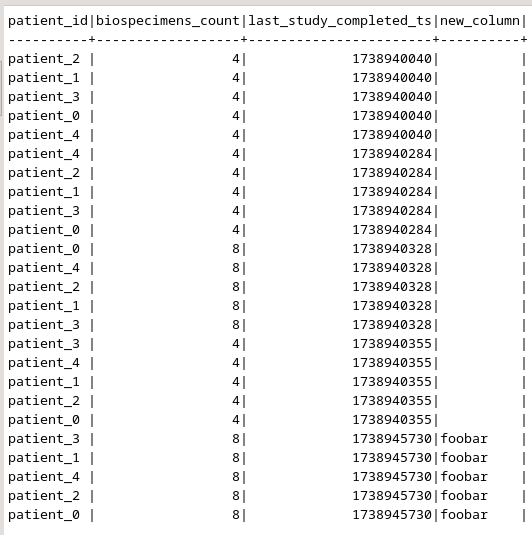 patient_id|biospecimens_count|last_study_completed_ts|new_column|
----------+------------------+-----------------------+----------+
patient_2 |                 4|             1738940040|          |
patient_1 |                 4|             1738940040|          |
patient_3 |                 4|             1738940040|          |
patient_0 |                 4|             1738940040|          |
patient_4 |                 4|             1738940040|          |
patient_4 |                 4|             1738940284|          |
patient_2 |                 4|             1738940284|          |
patient_1 |                 4|             1738940284|          |
patient_3 |                 4|             1738940284|          |
patient_0 |                 4|             1738940284|          |
patient_0 |                 8|             1738940328|          |
patient_4 |                 8|             1738940328|          |
patient_2 |                 8|             1738940328|          |
patient_1 |                 8|             1738940328|          |
patient_3 |                 8|             1738940328|          |
patient_3 |                 4|             1738940355|          |
patient_4 |                 4|             1738940355|          |
patient_1 |                 4|             1738940355|          |
patient_2 |                 4|             1738940355|          |
patient_0 |                 4|             1738940355|          |
patient_3 |                 8|             1738945730|foobar    |
patient_1 |                 8|             1738945730|foobar    |
patient_4 |                 8|             1738945730|foobar    |
patient_2 |                 8|             1738945730|foobar    |
patient_0 |                 8|             1738945730|foobar    |